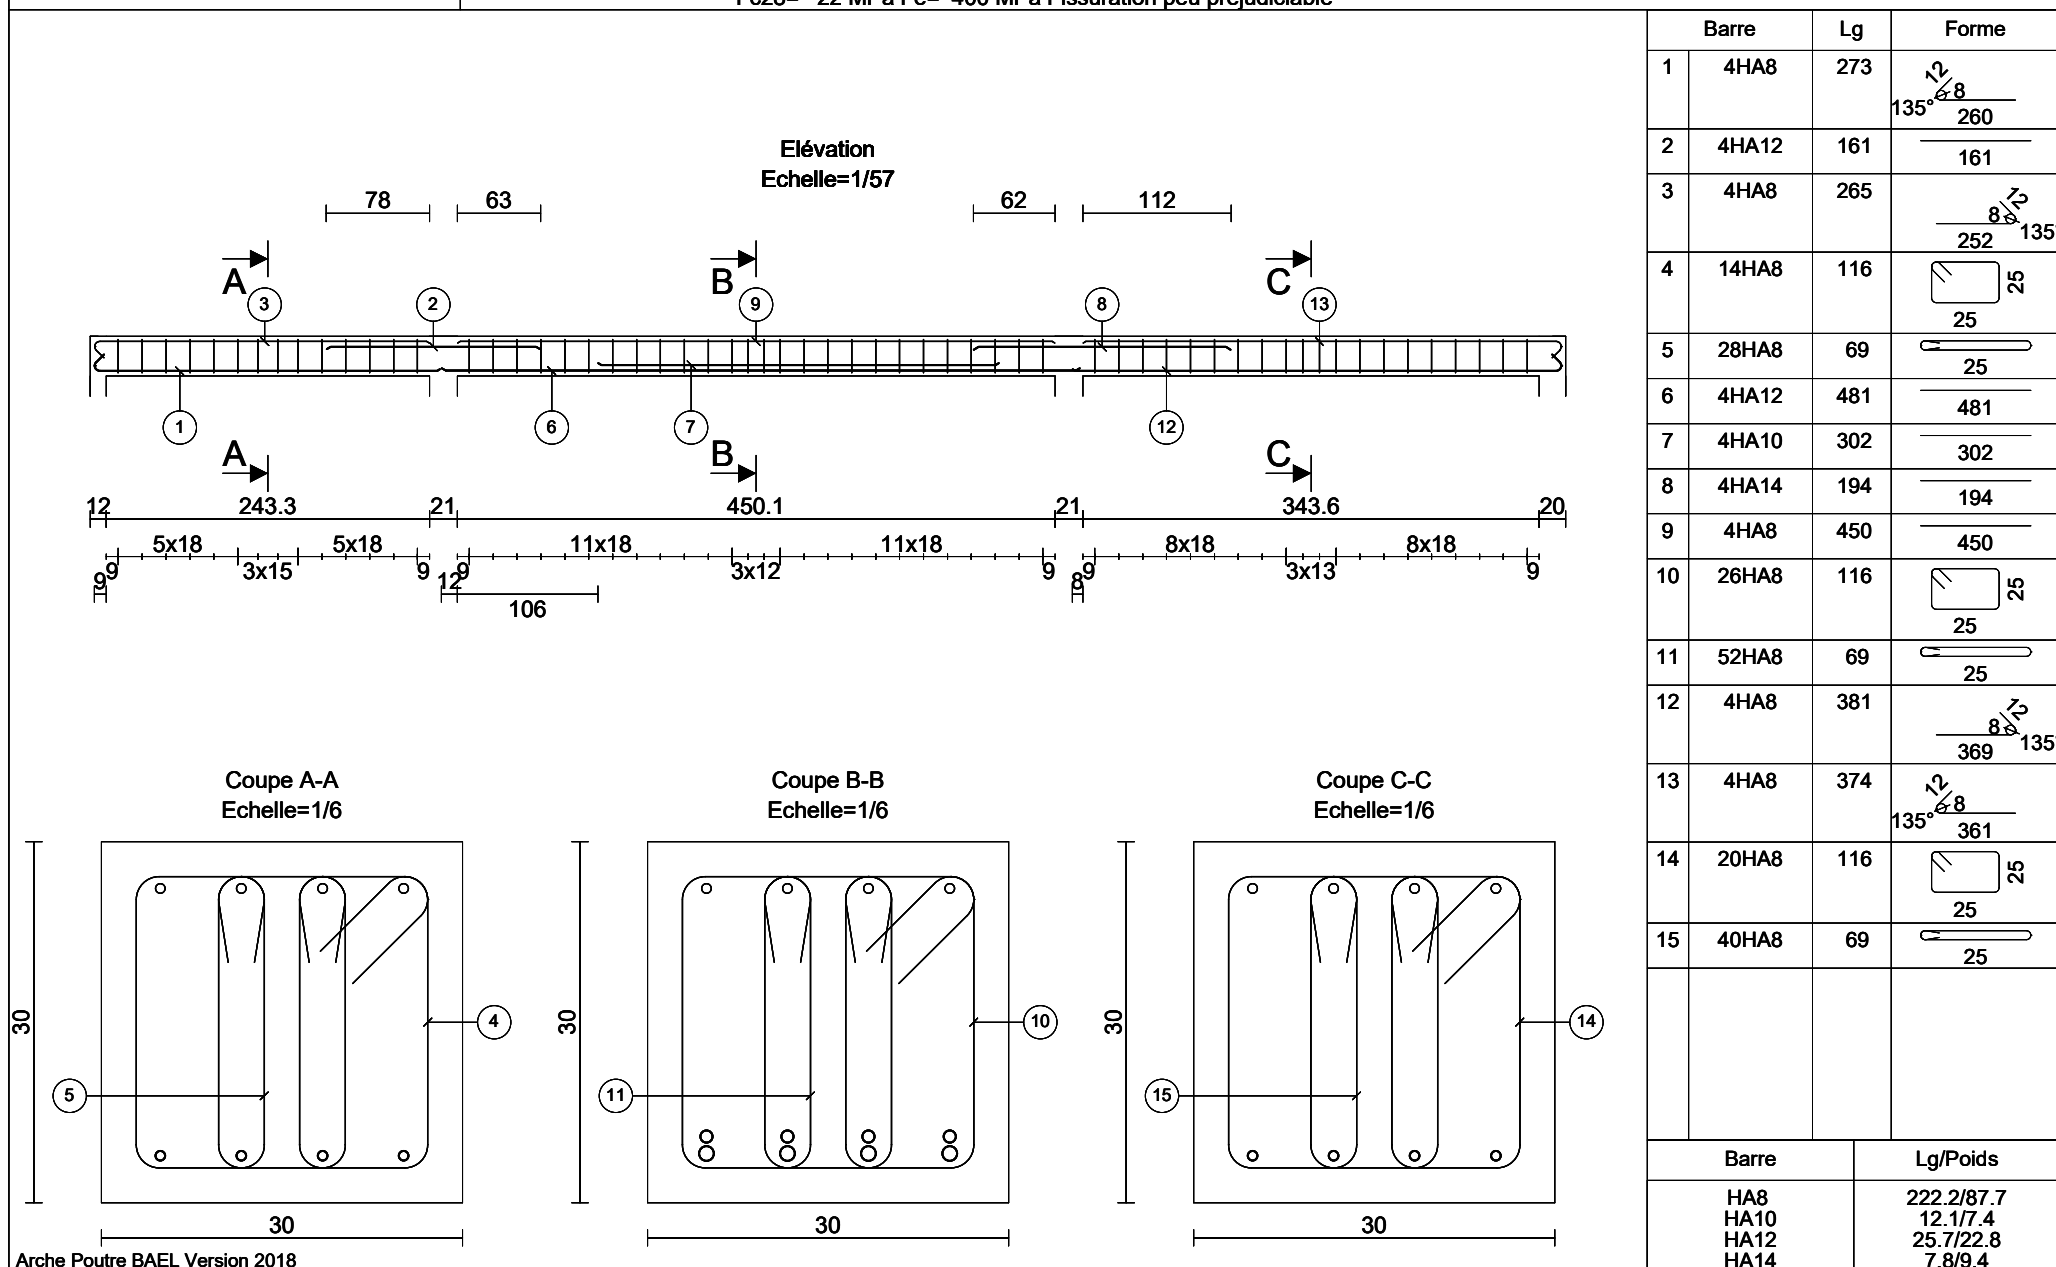 Elévation
Echelle=1/57
78 63 62 112
A B C
3 2 9 8 13
1 6 7 12
A B C
12 243.3 21 450.1 21 343.6 20
5x18 5x18 11x18 11x18 8x18 8x18
9 3x15 9 9 3x12 9 9 3x13 9
9 12 8
106
Coupe A-A
Echelle=1/6
30
4
5
30
Coupe B-B
Echelle=1/6
30
10
11
30
Coupe C-C
Echelle=1/6
30
14
15
30
Arche Poutre BAEL Version 2018
Barre Lg Forme
1 4HA8 273 135° 12 8 260
2 4HA12 161 161
3 4HA8 265 8 12 135° 252
4 14HA8 116 25 25
5 28HA8 69 25
6 4HA12 481 481
7 4HA10 302 302
8 4HA14 194 194
9 4HA8 450 450
10 26HA8 116 25 25
11 52HA8 69 25
12 4HA8 381 8 12 135° 369
13 4HA8 374 135° 12 8 361
14 20HA8 116 25 25
15 40HA8 69 25
Barre Lg/Poids
HA8 222.2/87.7
HA10 12.1/7.4
HA12 25.7/22.8
HA14 7.8/9.4